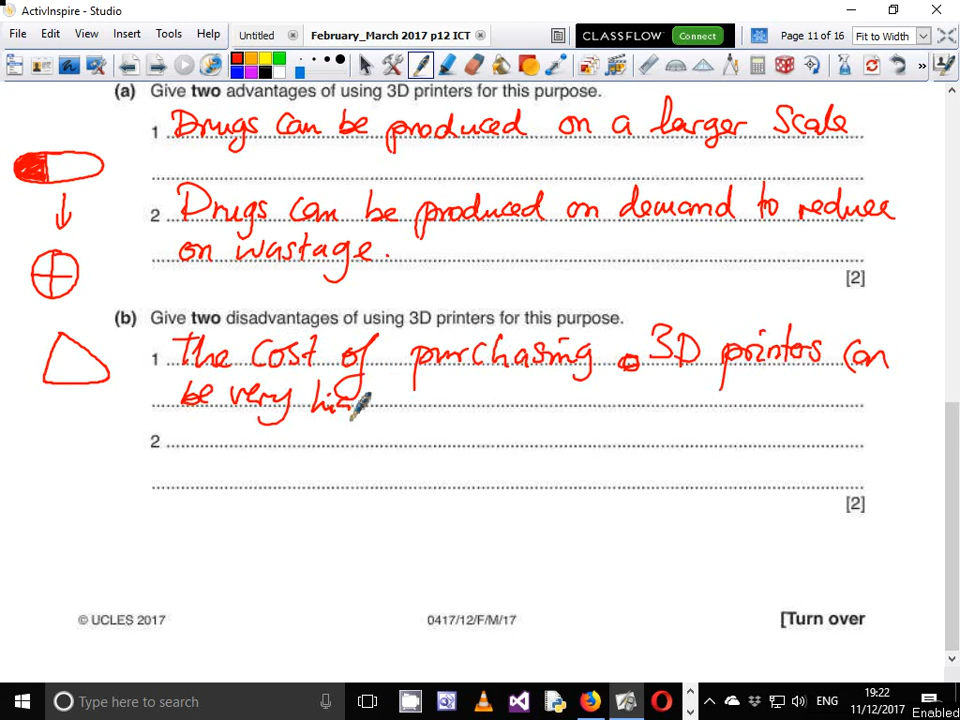 ActivInspire - Studio
File Edit View Insert Tools Help Untitled February_March 2017 p12 ICT CLASSFLOW Connect Page 11 of 16 Fit to Width
(a) Give two advantages of using 3D printers for this purpose.
1 Drugs can be produced on a larger Scale
2 Drugs can be produced on demand to reduce
on wastage.
[2]
(b) Give two disadvantages of using 3D printers for this purpose.
1 the cost of purchasing 3D printers can
be very
2
[2]
© UCLES 2017 0417/12/F/M/17 [Turn over
Type here to search ENG 19:22
11/12/2017
Enabled